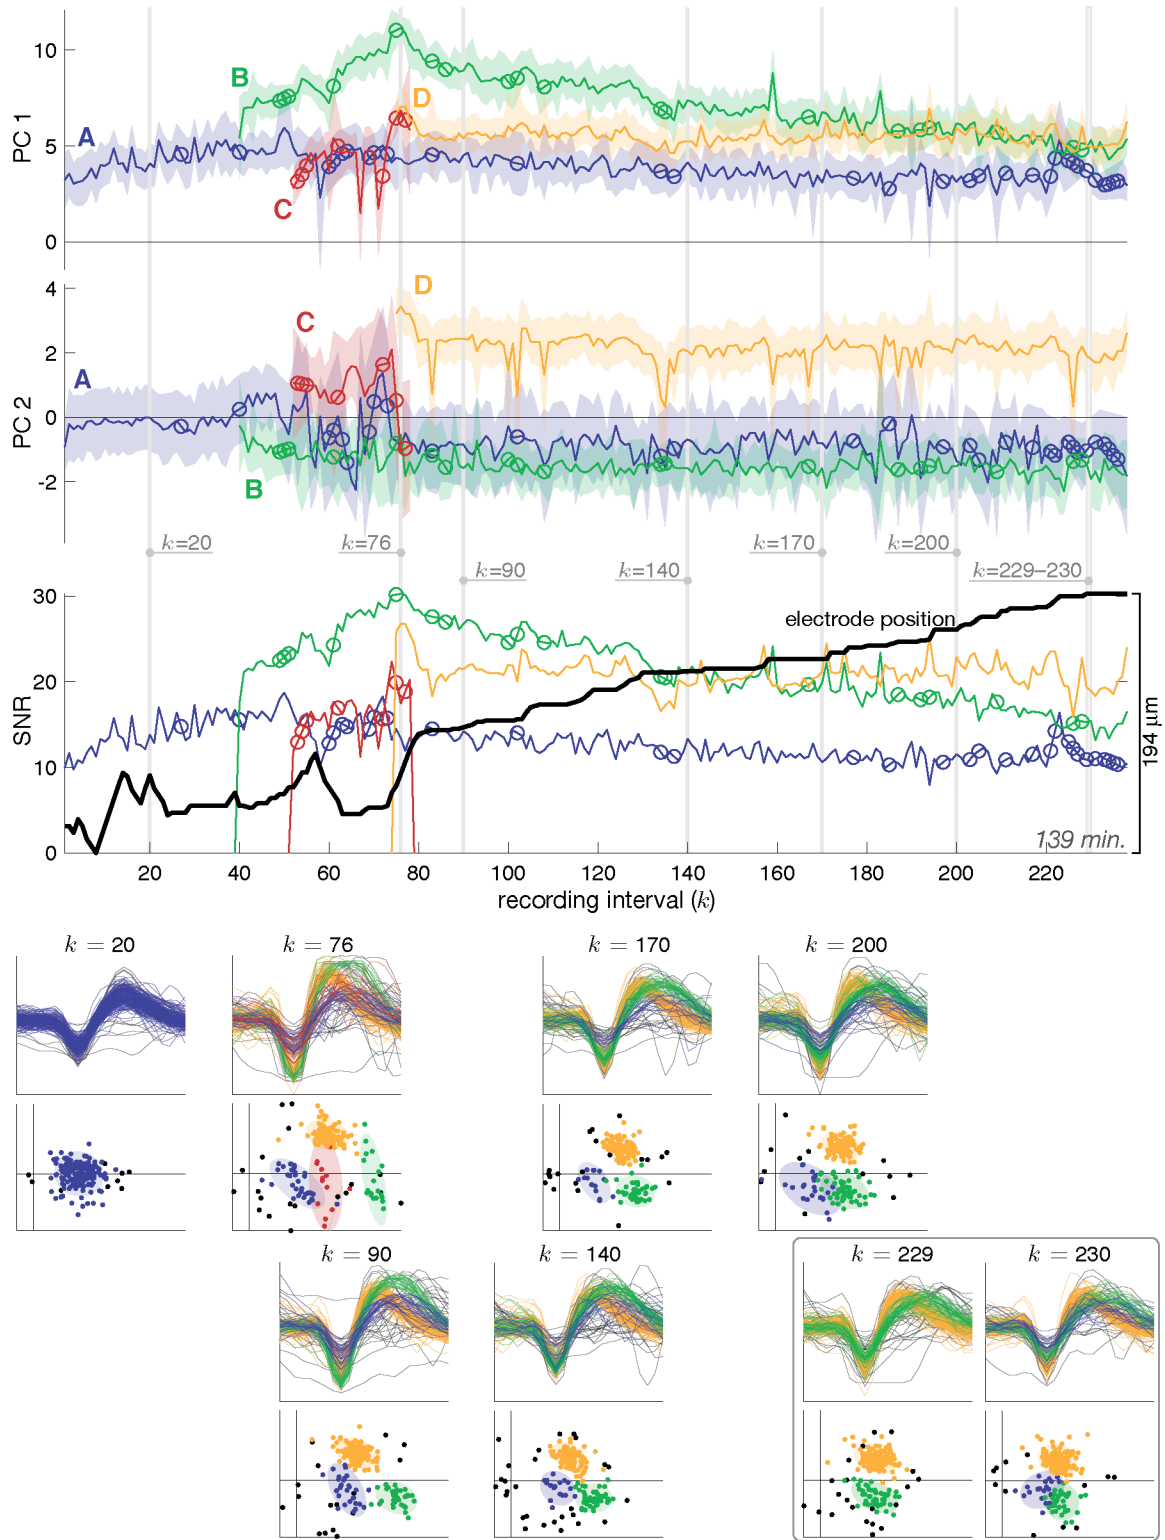 PC 1
10
5
0
A
B
C
D
PC 2
4
2
0
-2
A
B
C
D
k=20
k=76
k=90
k=140
k=170
k=200
k=229–230
SNR
30
20
10
0
electrode position
194 μm
139 min.
20 40 60 80 100 120 140 160 180 200 220
recording interval (k)
k = 20
k = 76
k = 170
k = 200
k = 90
k = 140
k = 229
k = 230